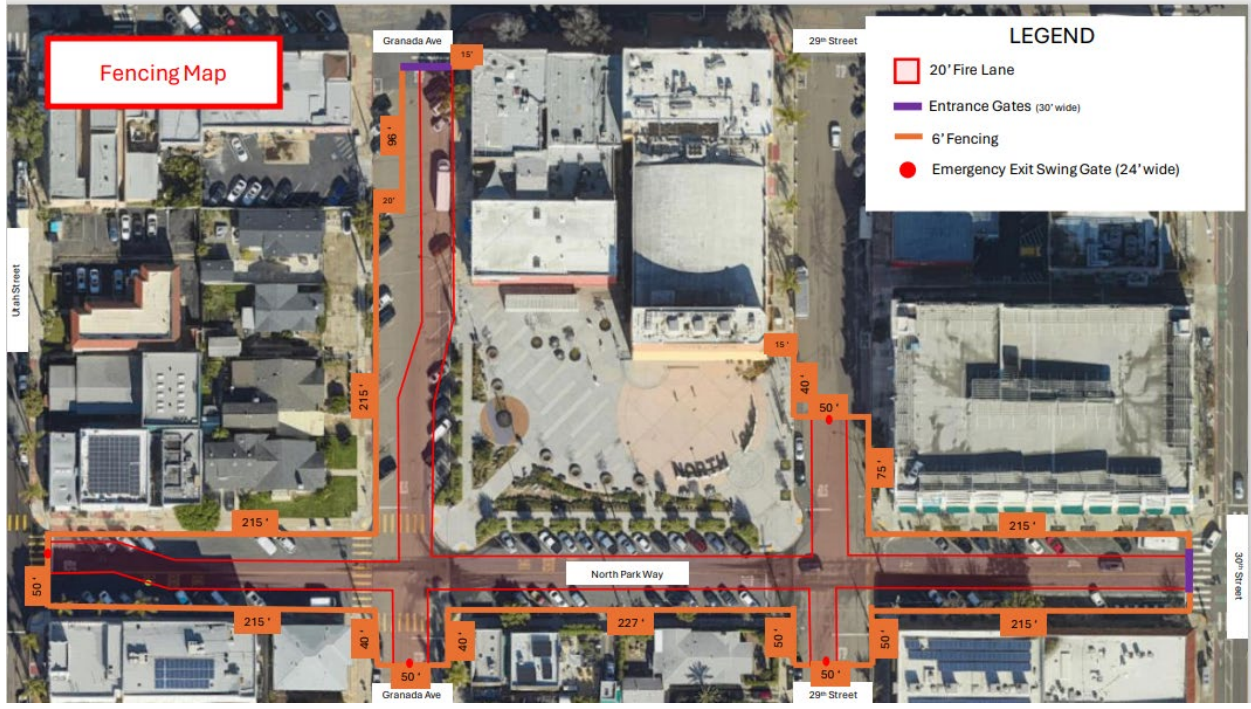 Granada Ave
29th Street
LEGEND
Fencing Map
20' Fire Lane
Entrance Gates (30' wide)
6' Fencing
Emergency Exit Swing Gate (24' wide)
15'
96'
20'
Utah Street
215'
15'
40'
50'
75'
NORTH
215'
215'
50'
North Park Way
30th Street
215'
40'
40'
227'
50'
50'
215'
50'
50'
Granada Ave
29th Street